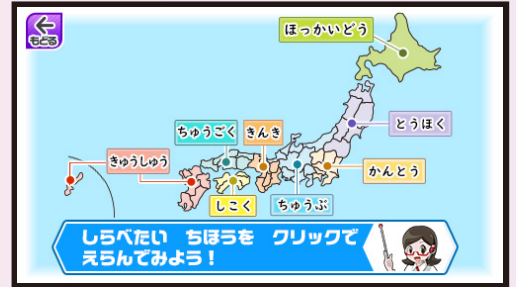 もどる
ほっかいどう
とうほく
ちゅうごく
きんき
きゅうしゅう
かんとう
しこく
ちゅうぶ
しらべたい ちほうを クリックで
えらんでみよう！